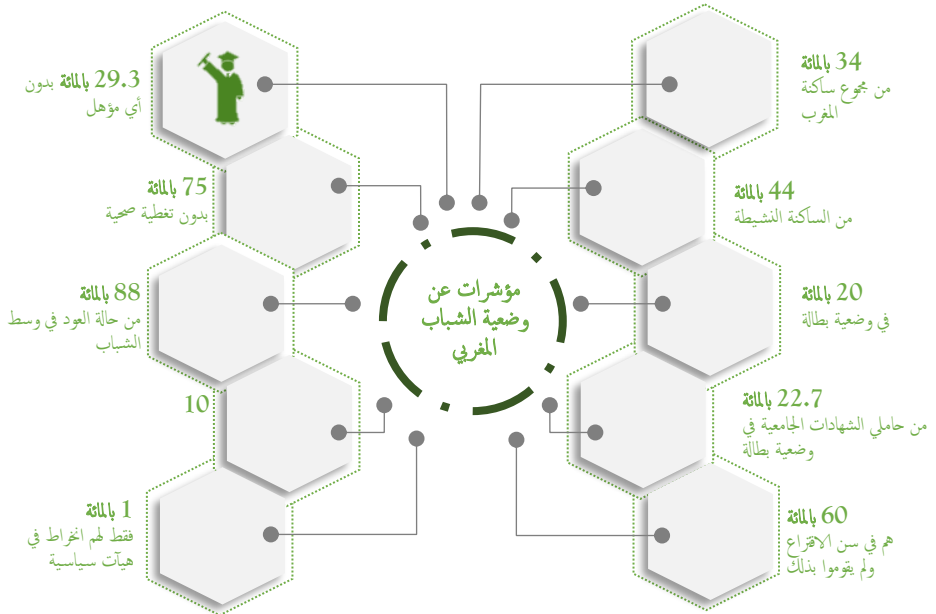 مؤشرات عن
وضعية الشباب
المغربي
34 بالمائة
من مجموع ساكنة
المغرب
44 بالمائة
من الساكنة النشيطة
20 بالمائة
في وضعية بطالة
22.7 بالمائة
من حاملي الشهادات الجامعية في
وضعية بطالة
60 بالمائة
هم في سن الاقتراع
ولم يقوموا بذلك
29.3 بالمائة بدون
أي مؤهل
75 بالمائة
بدون تغطية صحية
88 بالمائة
من حالة العود في وسط
الشباب
10
1 بالمائة
فقط لهم انخراط في
هيآت سياسية